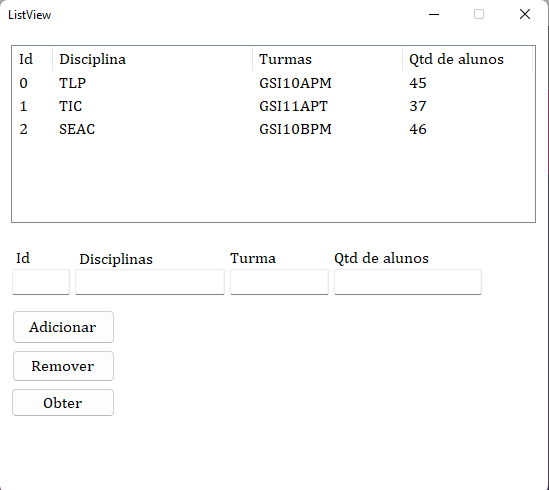 ListView
Id Disciplina Turmas Qtd de alunos
0 TLP GSI10APM 45
1 TIC GSI11APT 37
2 SEAC GSI10BPM 46
Id Disciplinas Turma Qtd de alunos
Adicionar
Remover
Obter